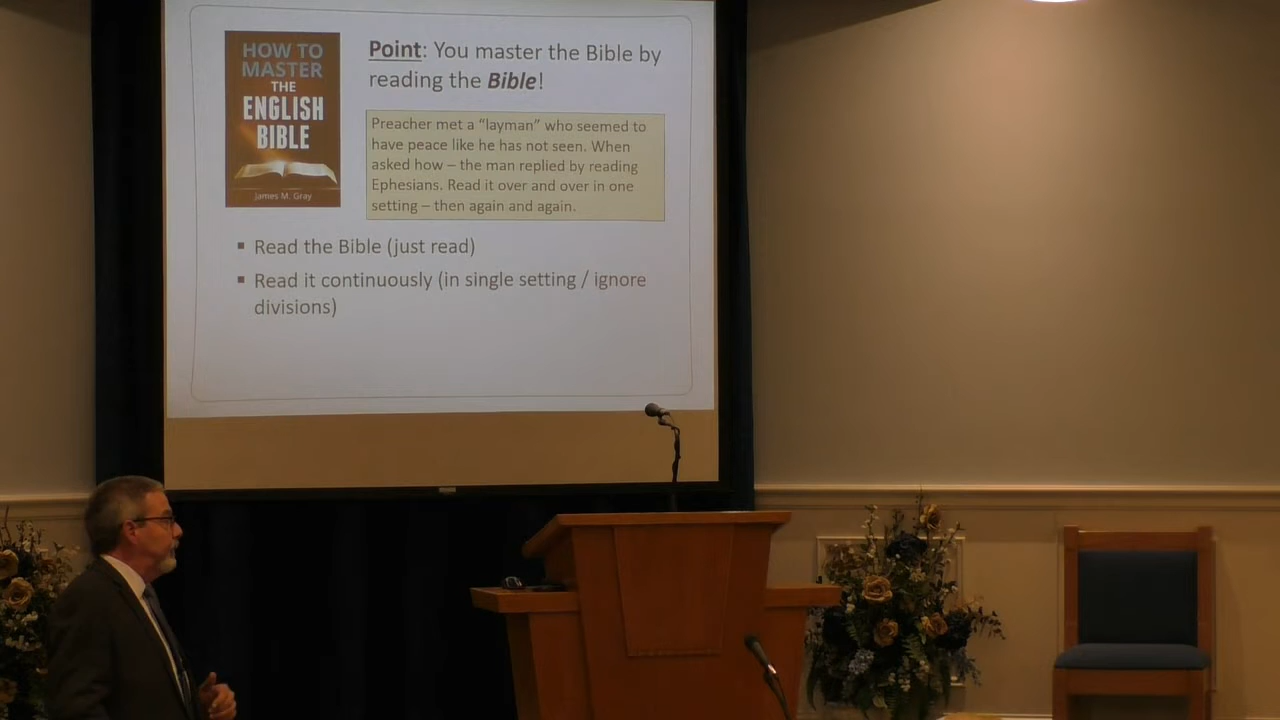 HOW TO
MASTER
THE
ENGLISH
BIBLE
James M. Gray
Point: You master the Bible by
reading the Bible!
Preacher met a “layman” who seemed to
have peace like he has not seen. When
asked how – the man replied by reading
Ephesians. Read it over and over in one
setting – then again and again.
▪ Read the Bible (just read)
▪ Read it continuously (in single setting / ignore
divisions)